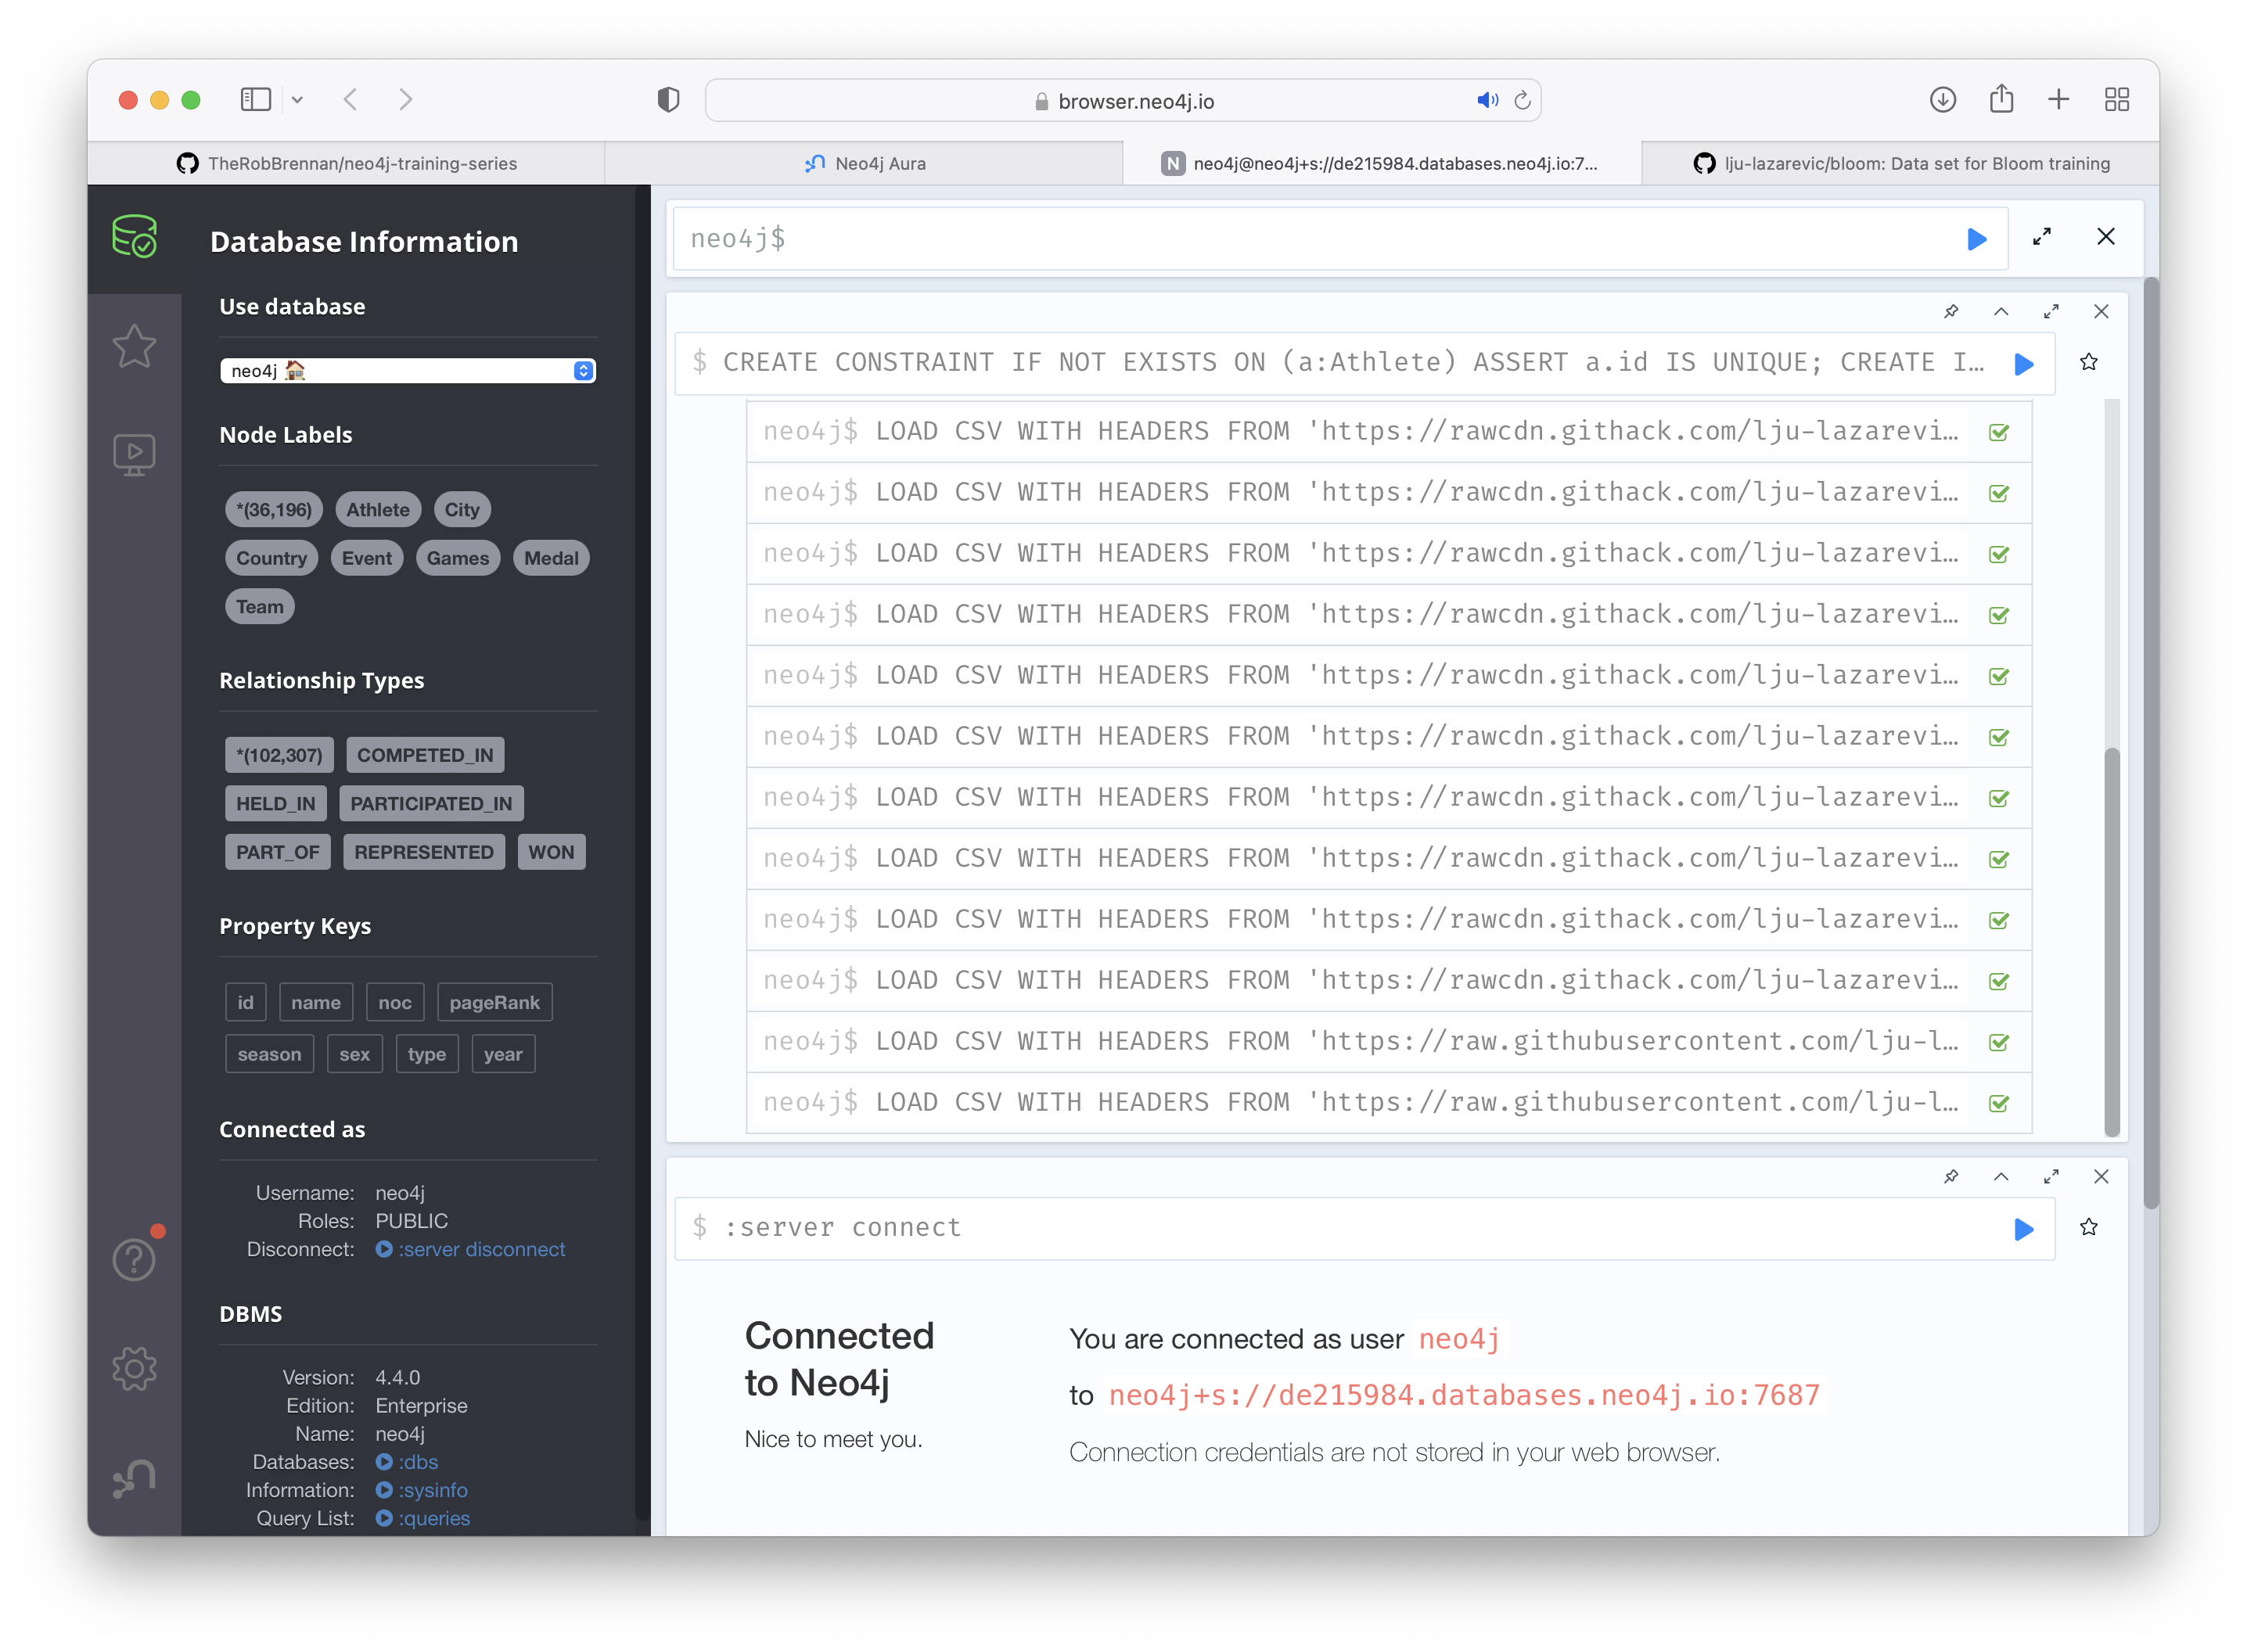 browser.neo4j.io
TheRobBrennan/neo4j-training-series
Neo4j Aura
N neo4j@neo4j+s://de215984.databases.neo4j.io:7...
lju-lazarevic/bloom: Data set for Bloom training
Database Information
Use database
neo4j
Node Labels
*(36,196) Athlete City
Country Event Games Medal
Team
Relationship Types
*(102,307) COMPETED_IN
HELD_IN PARTICIPATED_IN
PART_OF REPRESENTED WON
Property Keys
id name noc pageRank
season sex type year
Connected as
Username: neo4j
Roles: PUBLIC
Disconnect: :server disconnect
DBMS
Version: 4.4.0
Edition: Enterprise
Name: neo4j
Databases: :dbs
Information: :sysinfo
Query List: :queries
neo4j$
$ CREATE CONSTRAINT IF NOT EXISTS ON (a:Athlete) ASSERT a.id IS UNIQUE; CREATE I...
neo4j$ LOAD CSV WITH HEADERS FROM 'https://rawcdn.githack.com/lju-lazarevi...
neo4j$ LOAD CSV WITH HEADERS FROM 'https://rawcdn.githack.com/lju-lazarevi...
neo4j$ LOAD CSV WITH HEADERS FROM 'https://rawcdn.githack.com/lju-lazarevi...
neo4j$ LOAD CSV WITH HEADERS FROM 'https://rawcdn.githack.com/lju-lazarevi...
neo4j$ LOAD CSV WITH HEADERS FROM 'https://rawcdn.githack.com/lju-lazarevi...
neo4j$ LOAD CSV WITH HEADERS FROM 'https://rawcdn.githack.com/lju-lazarevi...
neo4j$ LOAD CSV WITH HEADERS FROM 'https://rawcdn.githack.com/lju-lazarevi...
neo4j$ LOAD CSV WITH HEADERS FROM 'https://rawcdn.githack.com/lju-lazarevi...
neo4j$ LOAD CSV WITH HEADERS FROM 'https://rawcdn.githack.com/lju-lazarevi...
neo4j$ LOAD CSV WITH HEADERS FROM 'https://rawcdn.githack.com/lju-lazarevi...
neo4j$ LOAD CSV WITH HEADERS FROM 'https://raw.githubusercontent.com/lju-l...
neo4j$ LOAD CSV WITH HEADERS FROM 'https://raw.githubusercontent.com/lju-l...
$ :server connect
Connected
to Neo4j
Nice to meet you.
You are connected as user neo4j
to neo4j+s://de215984.databases.neo4j.io:7687
Connection credentials are not stored in your web browser.